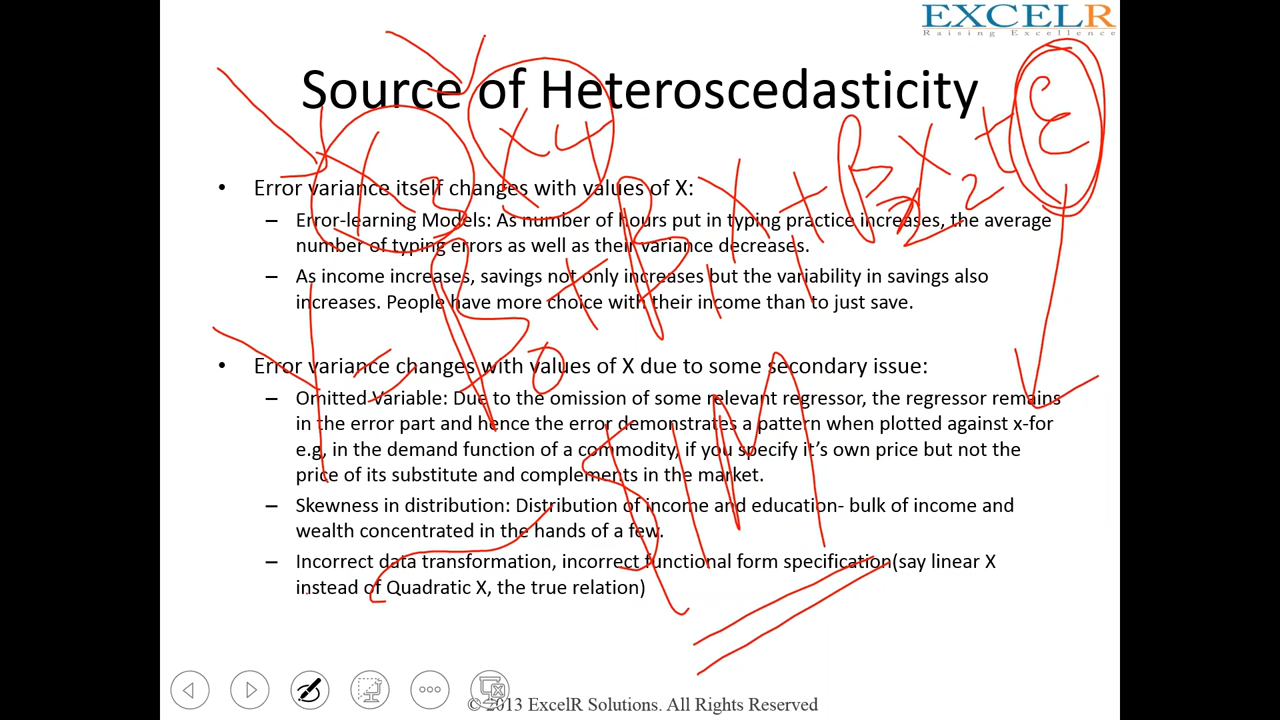 EXCELR
Raising Excellence
Source of Heteroscedasticity
X3 X4
• Error variance itself changes with values of X:
– Error-learning Models: As number of hours put in typing practice increases, the average
number of typing errors as well as their variance decreases.
– As income increases, savings not only increases but the variability in savings also
increases. People have more choice with their income than to just save.
Y = β0 + β1X1 + β2X2 + ε
• Error variance changes with values of X due to some secondary issue:
– Omitted Variable: Due to the omission of some relevant regressor, the regressor remains
in the error part and hence the error demonstrates a pattern when plotted against x-for
e.g, in the demand function of a commodity, if you specify it’s own price but not the
price of its substitute and complements in the market.
– Skewness in distribution: Distribution of income and education- bulk of income and
wealth concentrated in the hands of a few.
– Incorrect data transformation, incorrect functional form specification(say linear X
instead of Quadratic X, the true relation)
© 2013 ExcelR Solutions. All Rights Reserved